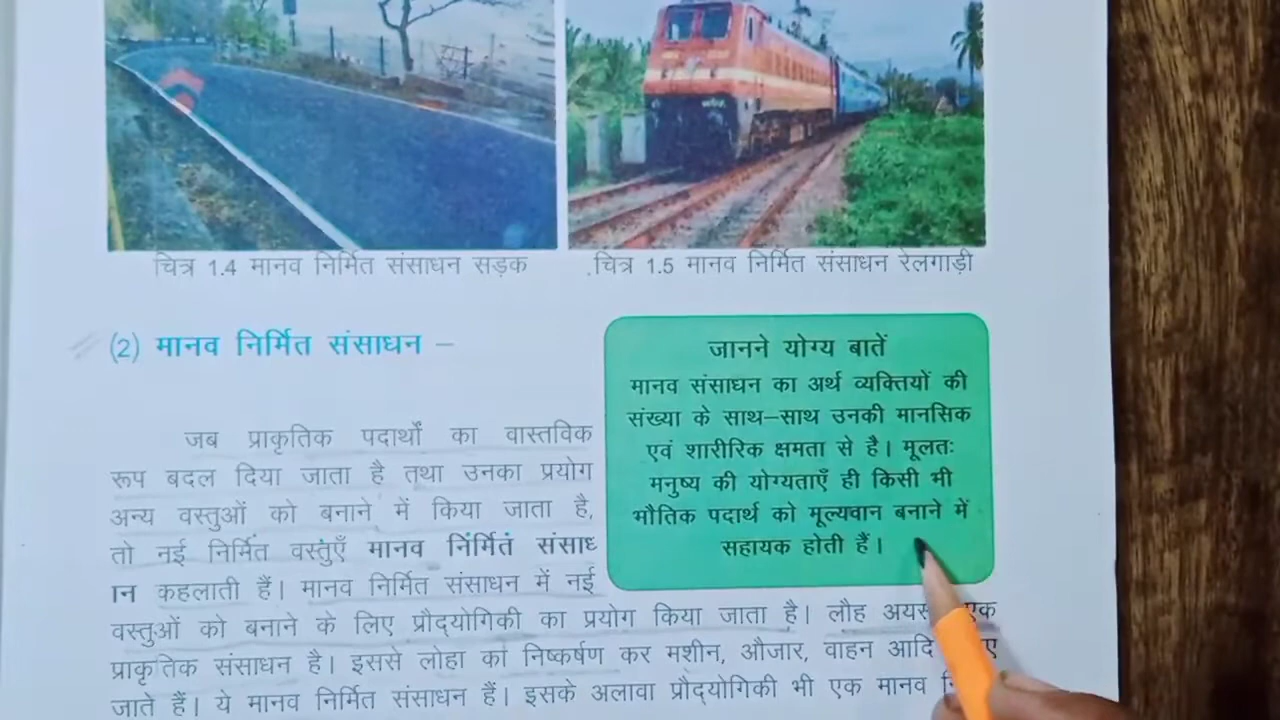 चित्र 1.4 मानव निर्मित संसाधन सड़क
चित्र 1.5 मानव निर्मित संसाधन रेलगाड़ी
(2) मानव निर्मित संसाधन –
जब प्राकृतिक पदार्थों का वास्तविक
रूप बदल दिया जाता है तथा उनका प्रयोग
अन्य वस्तुओं को बनाने में किया जाता है,
तो नई निर्मित वस्तुएँ मानव निर्मित संसाध
न कहलाती हैं। मानव निर्मित संसाधन में नई
वस्तुओं को बनाने के लिए प्रौद्योगिकी का प्रयोग किया जाता है। लौह एक
प्राकृतिक संसाधन है। इससे लोहा का निष्कर्षण कर मशीन, औजार, वाहन आदि
जाते हैं। ये मानव निर्मित संसाधन हैं। इसके अलावा प्रौद्योगिकी भी एक मानव
जानने योग्य बातें
मानव संसाधन का अर्थ व्यक्तियों की
संख्या के साथ–साथ उनकी मानसिक
एवं शारीरिक क्षमता से है। मूलतः
मनुष्य की योग्यताएँ ही किसी भी
भौतिक पदार्थ को मूल्यवान बनाने में
सहायक होती हैं।